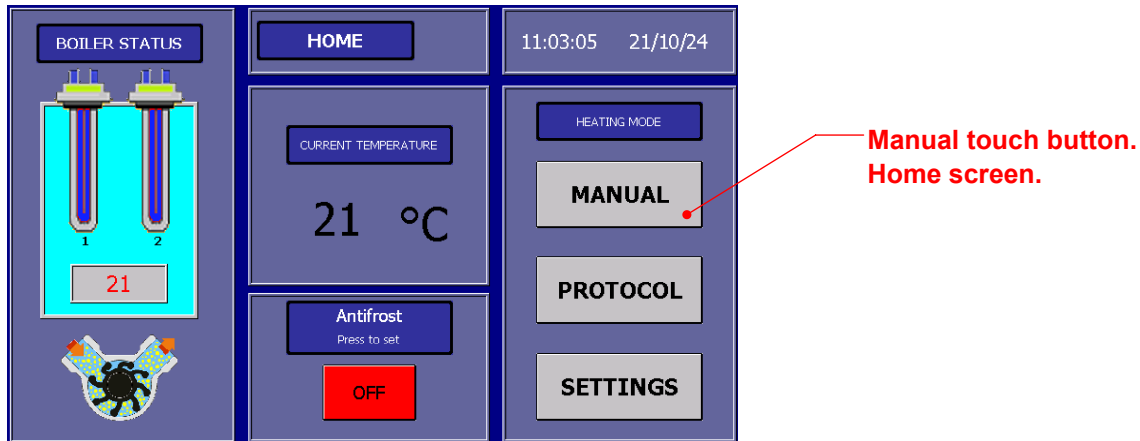 BOILER STATUS
1 2
21
HOME
CURRENT TEMPERATURE
21 °C
Antifrost
Press to set
OFF
11:03:05 21/10/24
HEATING MODE
MANUAL
PROTOCOL
SETTINGS
Manual touch button.
Home screen.